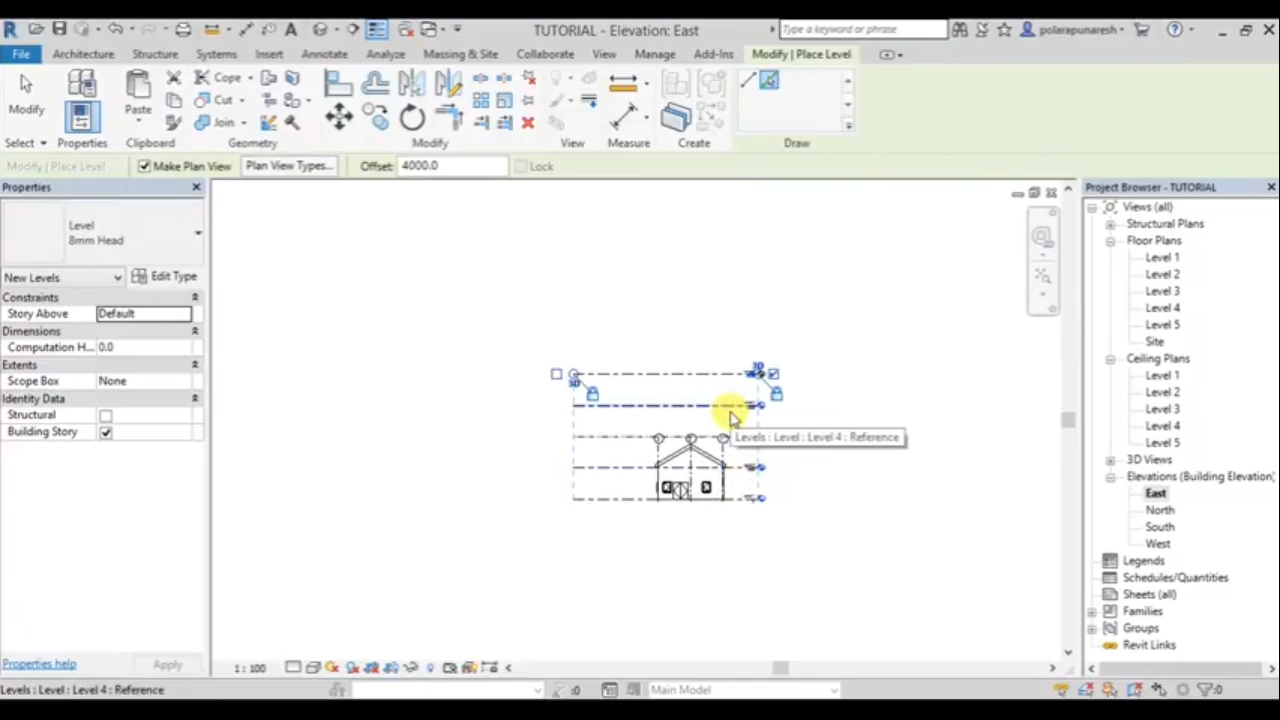 TUTORIAL - Elevation: East
Type a keyword or phrase
polarapunaresh
File
Architecture
Structure
Systems
Insert
Annotate
Analyze
Massing & Site
Collaborate
View
Manage
Add-Ins
Modify | Place Level
Modify
Paste
Cope
Cut
Join
Select
Properties
Clipboard
Geometry
Modify
View
Measure
Create
Draw
Modify | Place Level
Make Plan View
Plan View Types...
Offset: 4000.0
Lock
Properties
Level
8mm Head
New Levels
Edit Type
Constraints
Story Above Default
Dimensions
Computation H... 0.0
Extents
Scope Box None
Identity Data
Structural
Building Story
Properties help
Apply
3D
3D
Levels : Level : Level 4 : Reference
Project Browser - TUTORIAL
Views (all)
Structural Plans
Floor Plans
Level 1
Level 2
Level 3
Level 4
Level 5
Site
Ceiling Plans
Level 1
Level 2
Level 3
Level 4
Level 5
3D Views
Elevations (Building Elevation)
East
North
South
West
Legends
Schedules/Quantities
Sheets (all)
Families
Groups
Revit Links
1 : 100
Levels : Level : Level 4 : Reference
:0
Main Model
:0